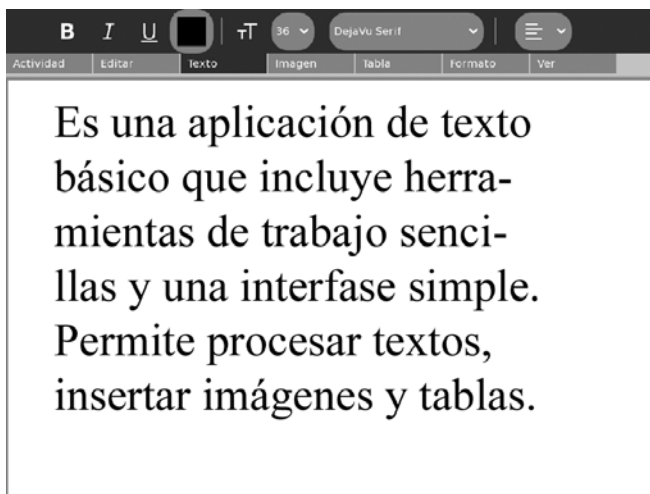 B I U TT 36 DejaVu Serif
Actividad Editar Texto Imagen Tabla Formato Ver
Es una aplicación de texto
básico que incluye herra-
mientas de trabajo senci-
llas y una interfase simple.
Permite procesar textos,
insertar imágenes y tablas.